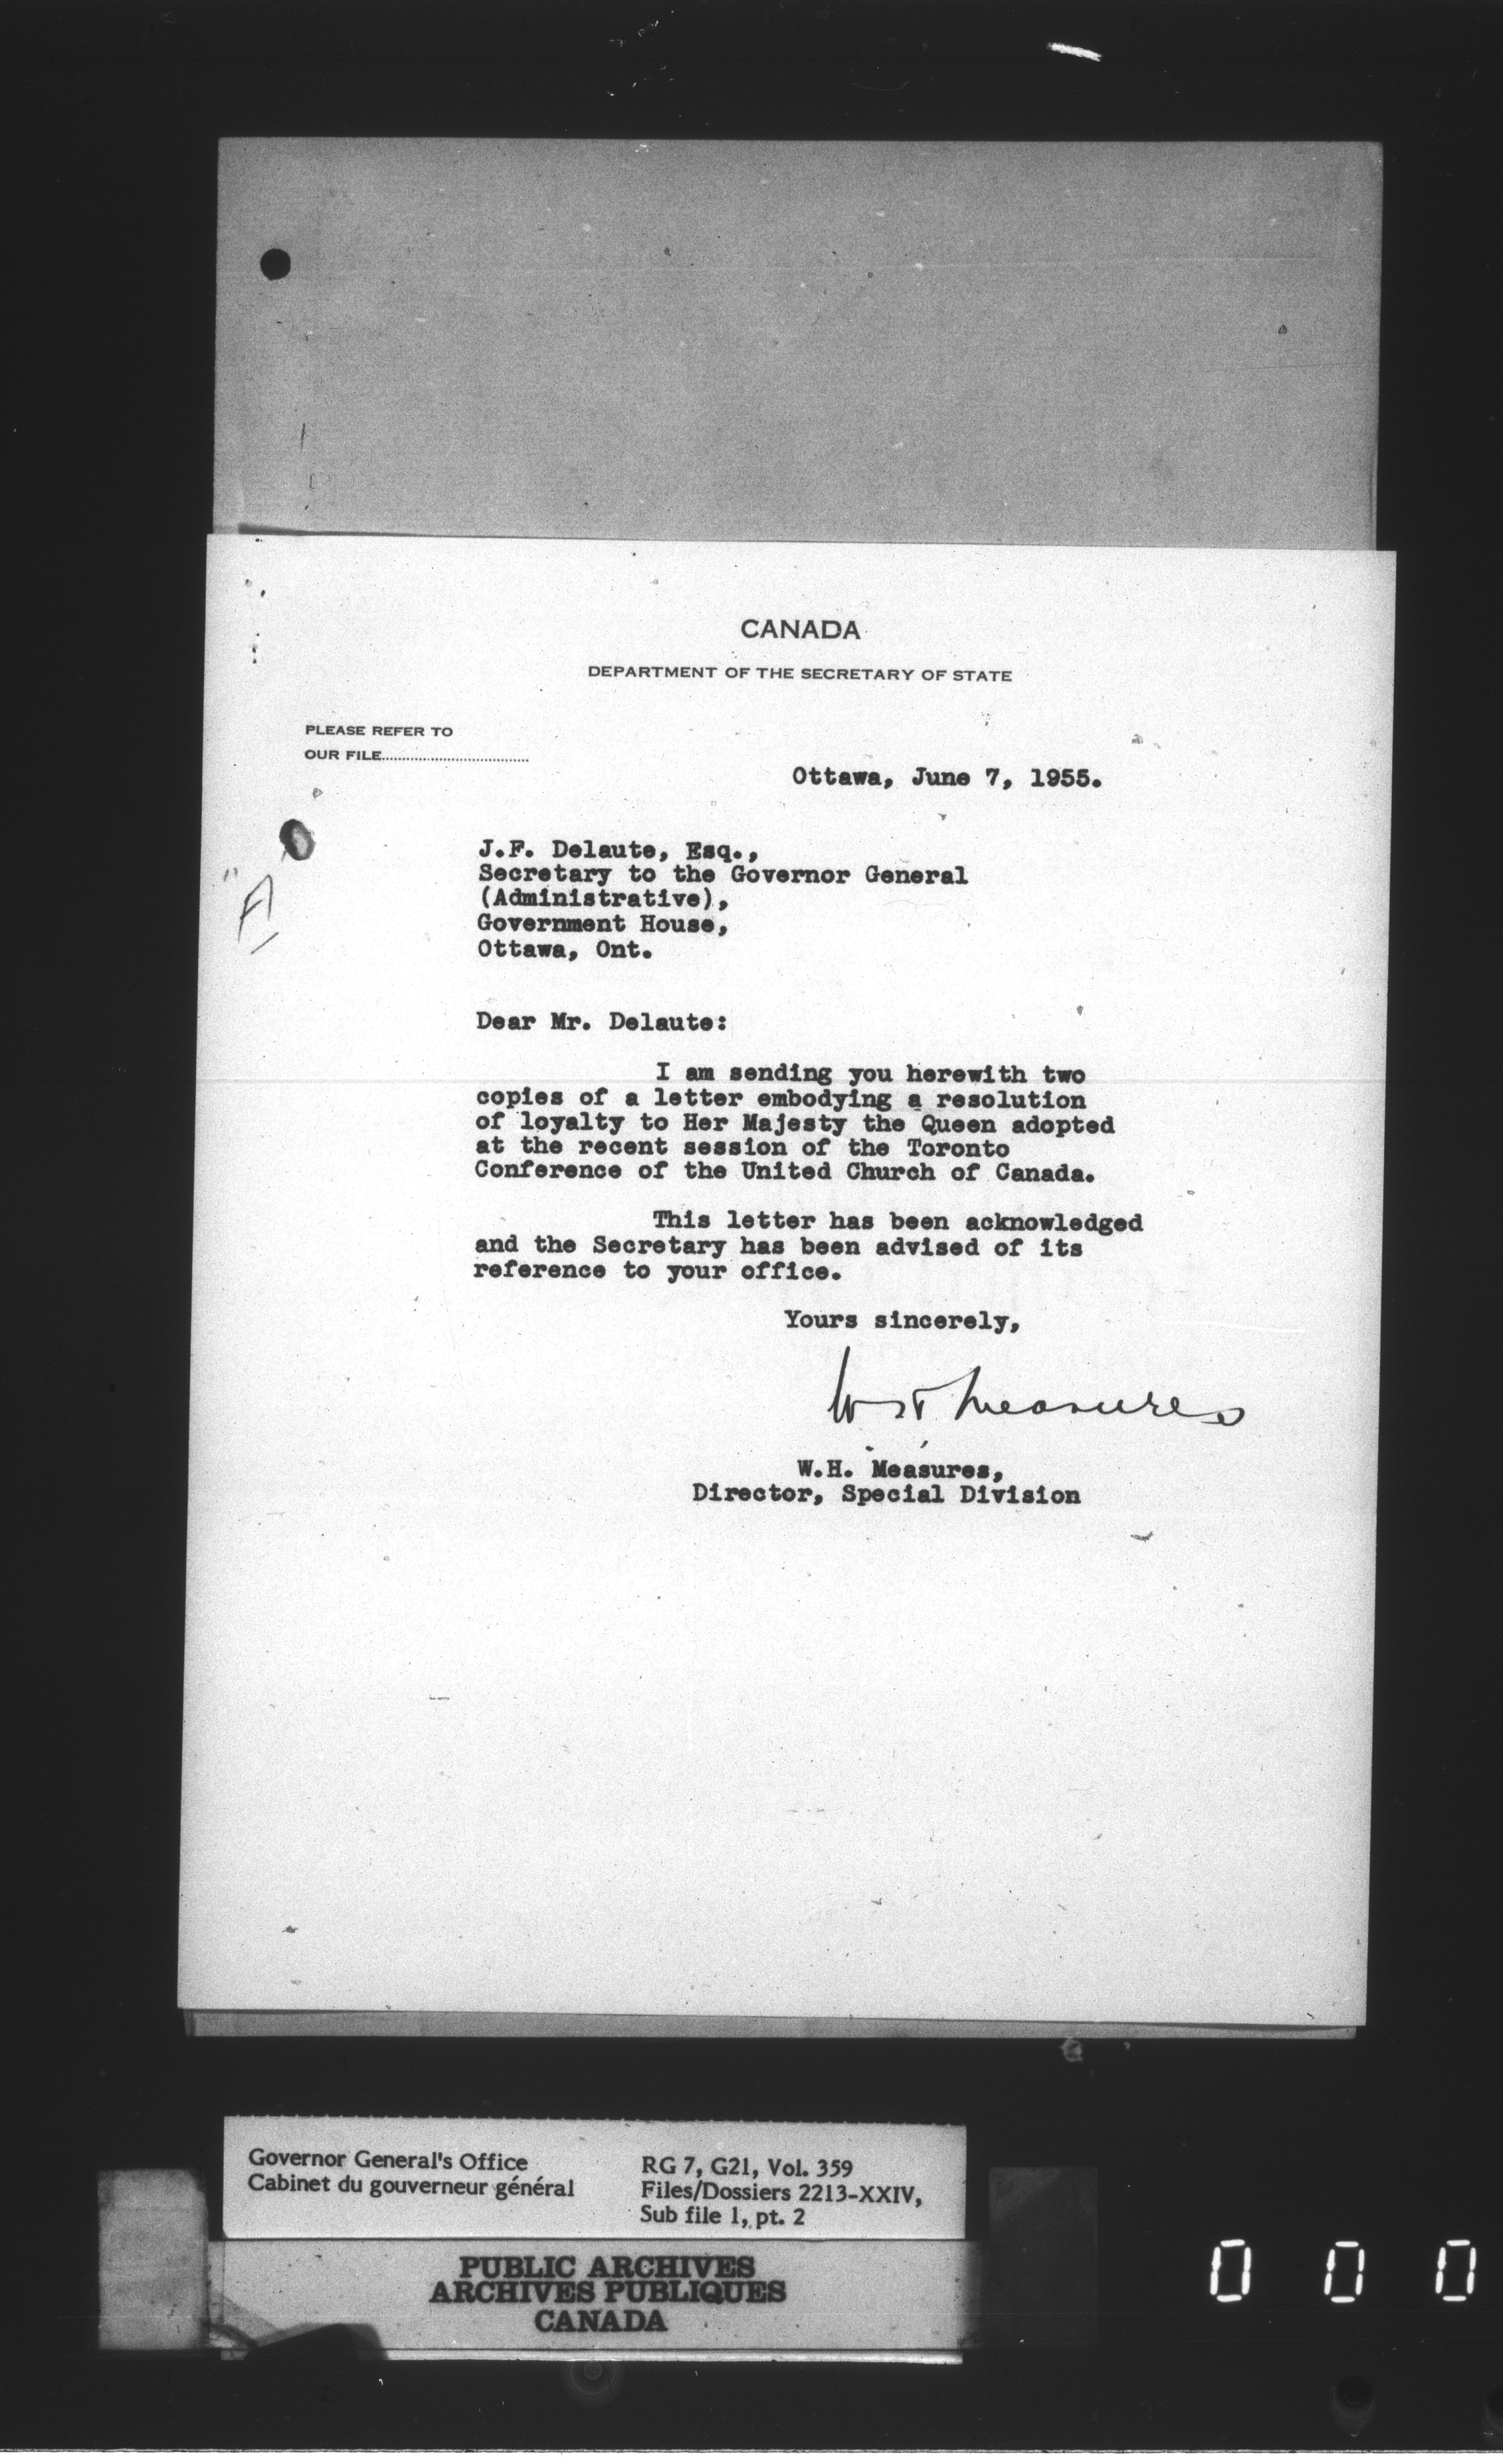 CANADA
DEPARTMENT OF THE SECRETARY OF STATE
PLEASE REFER TO
OUR FILE
Ottawa, June 7, 1955.
"A"
J.F. Delaute, Esq.,
Secretary to the Governor General
(Administrative),
Government House,
Ottawa, Ont.
Dear Mr. Delaute:
I am sending you herewith two
copies of a letter embodying a resolution
of loyalty to Her Majesty the Queen adopted
at the recent session of the Toronto
Conference of the United Church of Canada.
This letter has been acknowledged
and the Secretary has been advised of its
reference to your office.
Yours sincerely,
W H Measures
W.H. Measures,
Director, Special Division
Governor General's Office
Cabinet du gouverneur général
RG 7, G21, Vol. 359
Files/Dossiers 2213-XXIV,
Sub file 1, pt. 2
PUBLIC ARCHIVES
ARCHIVES PUBLIQUES
CANADA
0 0 0